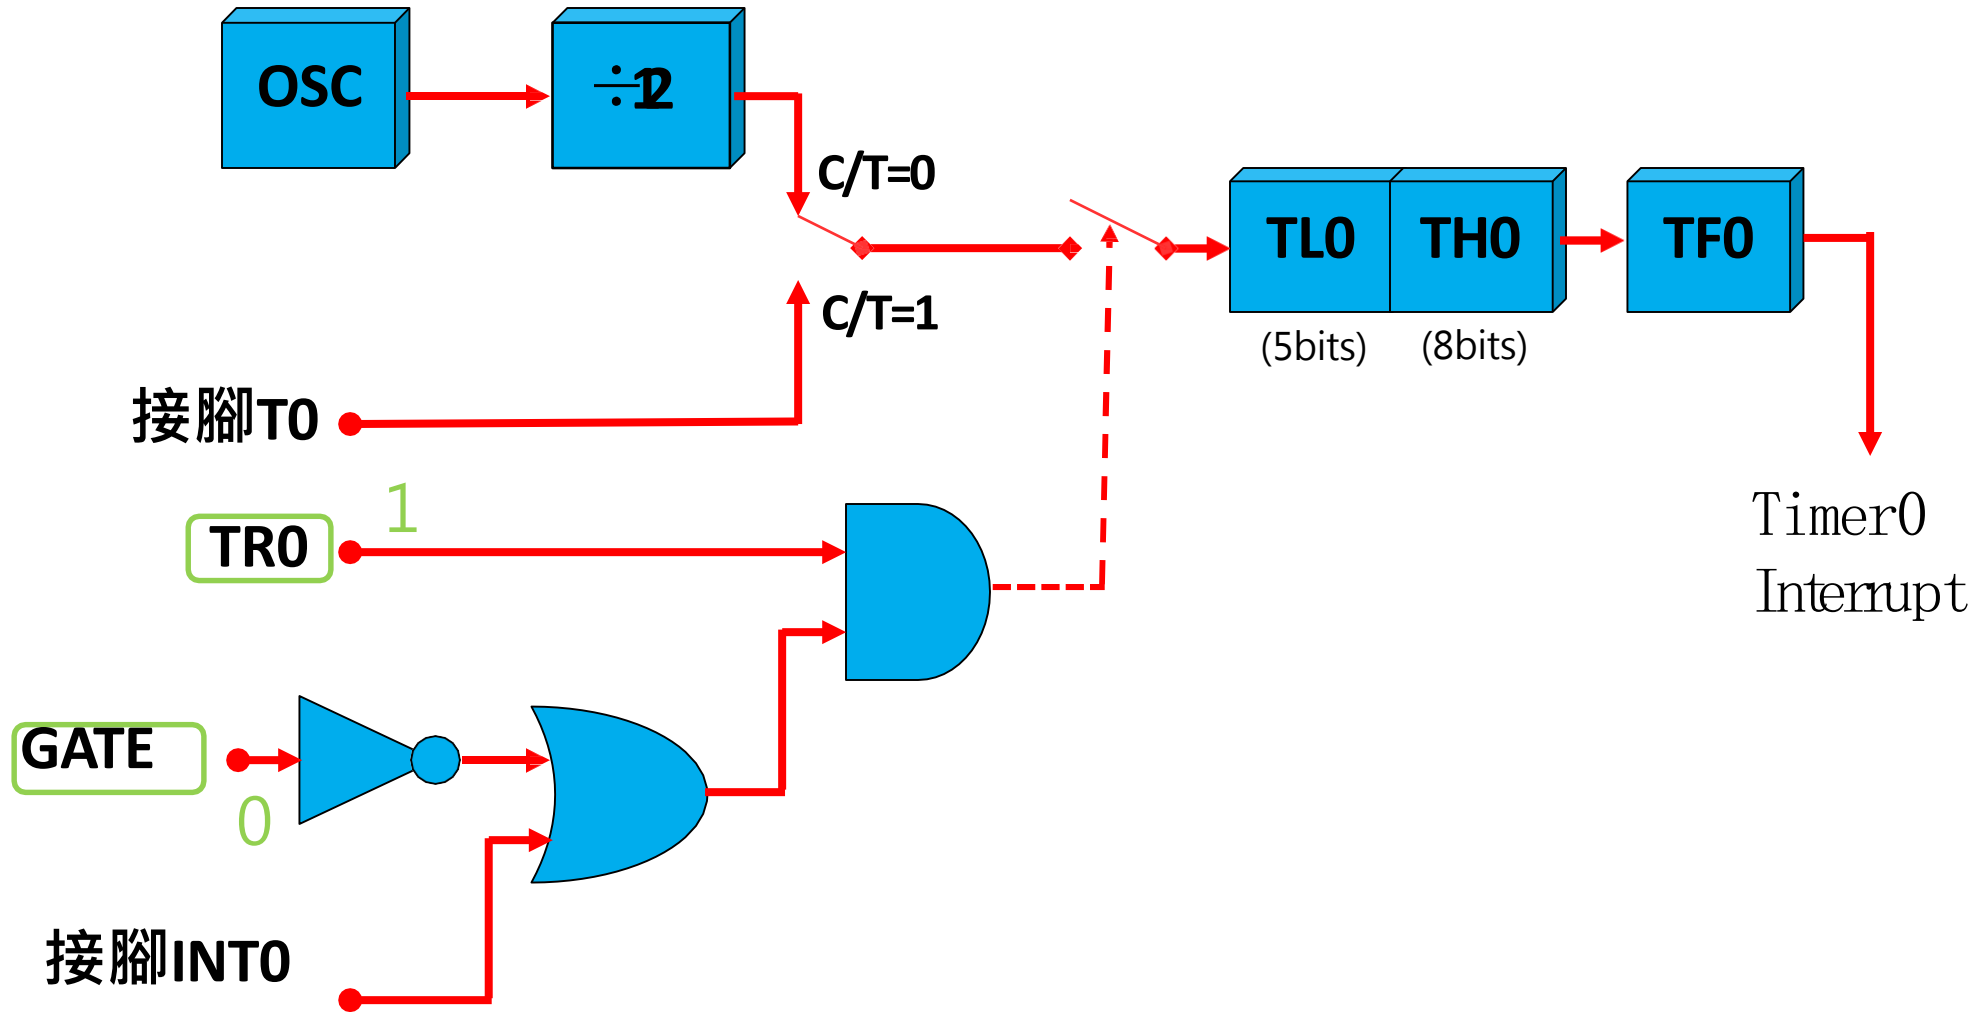 OSC
÷12
C/T=0
C/T=1
TL0
TH0
TF0
(5bits)
(8bits)
接腳T0
1
TR0
Timer0
Interrupt
GATE
0
接腳INT0